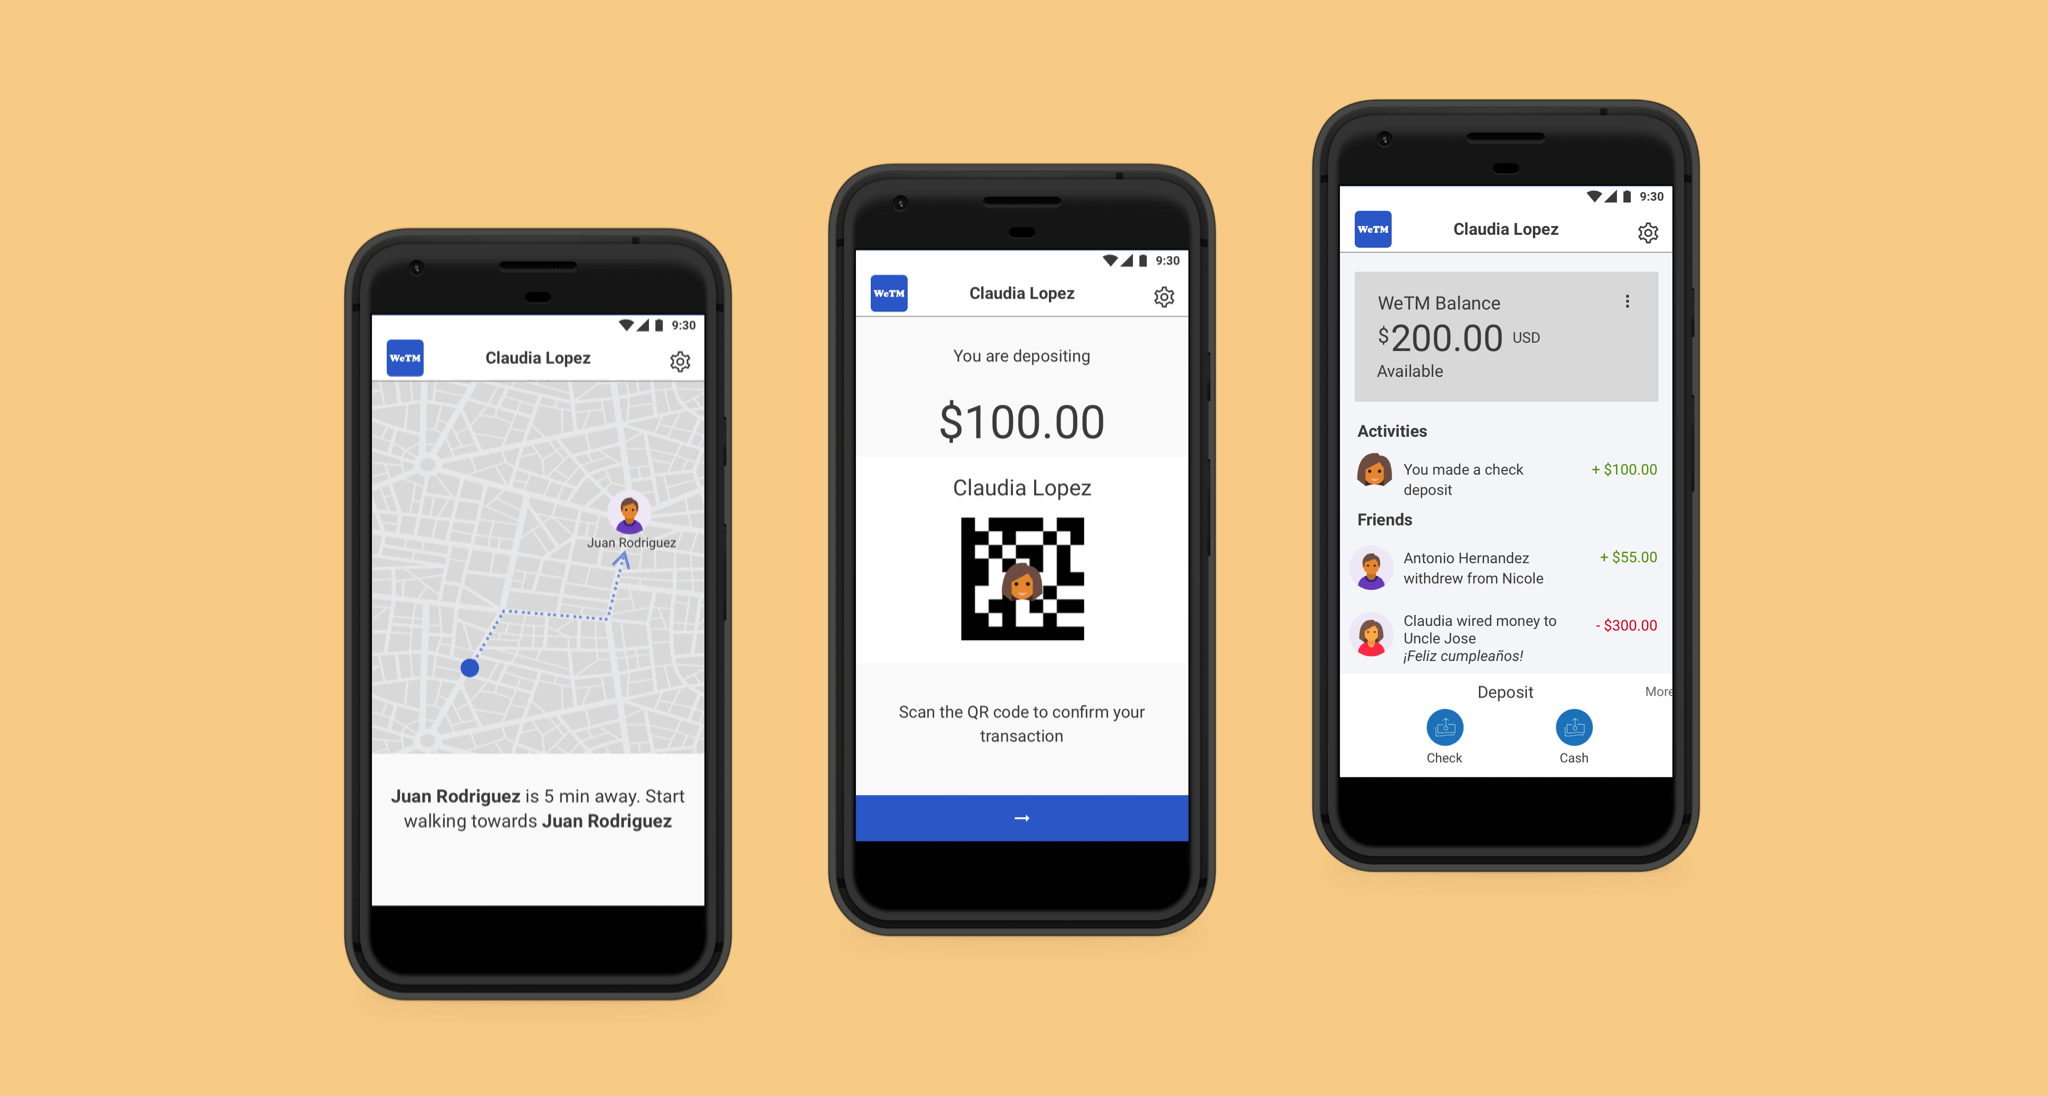 9:30
WeTM
Claudia Lopez
Juan Rodriguez
Juan Rodriguez is 5 min away. Start
walking towards Juan Rodriguez
9:30
WeTM
Claudia Lopez
You are depositing
$100.00
Claudia Lopez
Scan the QR code to confirm your
transaction
9:30
WeTM
Claudia Lopez
WeTM Balance
$200.00 USD
Available
Activities
You made a check
deposit
+ $100.00
Friends
Antonio Hernandez
withdrew from Nicole
+ $55.00
Claudia wired money to
Uncle Jose
¡Feliz cumpleaños!
- $300.00
Deposit
More
Check
Cash